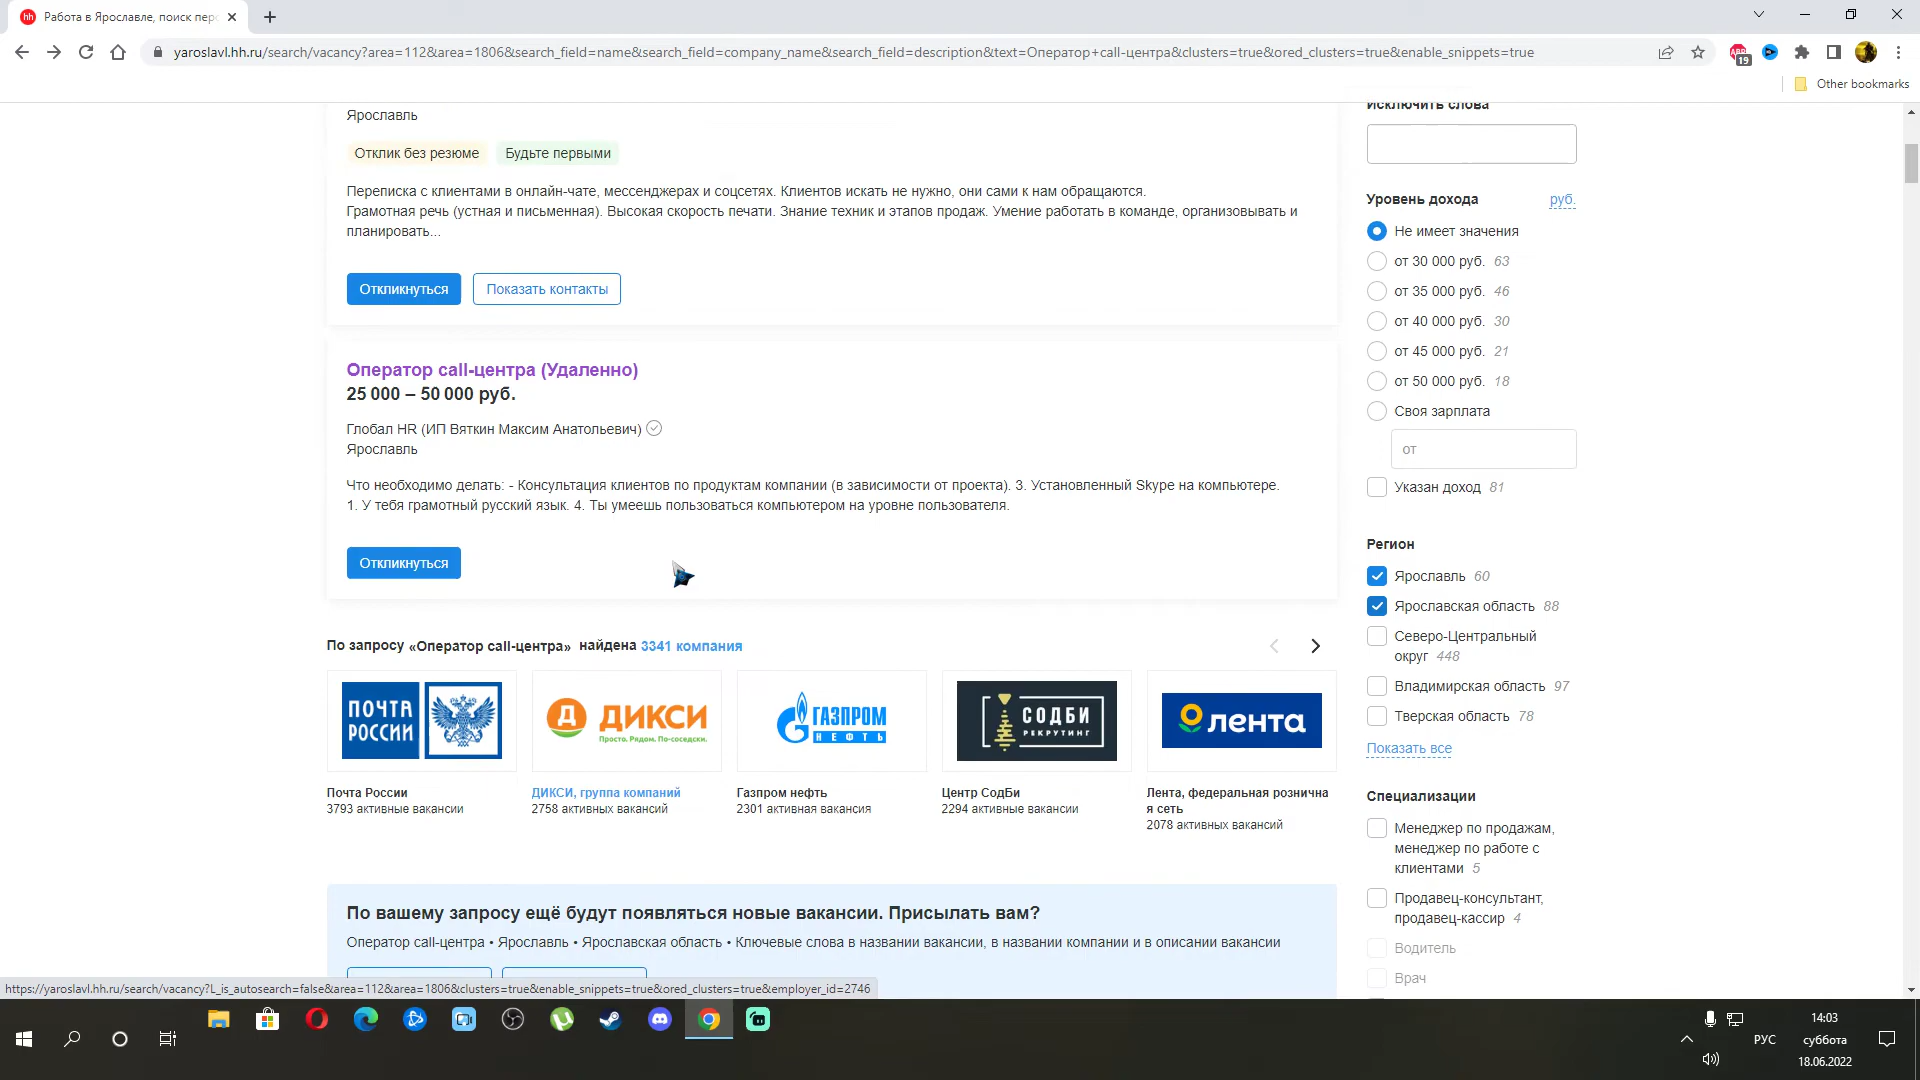 Работа в Ярославле, поиск перс
yaroslavl.hh.ru/search/vacancy?area=112&area=1806&search_field=name&search_field=company_name&search_field=description&text=Оператор+call-центра&clusters=true&ored_clusters=true&enable_snippets=true
19
Other bookmarks
Ярославль
Отклик без резюме
Будьте первыми
Переписка с клиентами в онлайн-чате, мессенджерах и соцсетях. Клиентов искать не нужно, они сами к нам обращаются.
Грамотная речь (устная и письменная). Высокая скорость печати. Знание техник и этапов продаж. Умение работать в команде, организовывать и
планировать...
Откликнуться
Показать контакты
Оператор call-центра (Удаленно)
25 000 – 50 000 руб.
Глобал HR (ИП Вяткин Максим Анатольевич)
Ярославль
Что необходимо делать: - Консультация клиентов по продуктам компании (в зависимости от проекта). 3. Установленный Skype на компьютере.
1. У тебя грамотный русский язык. 4. Ты умеешь пользоваться компьютером на уровне пользователя.
Откликнуться
По запросу «Оператор call-центра» найдена 3341 компания
ПОЧТА
РОССИИ
ДИКСИ
Просто. Рядом. По-соседски.
ГАЗПРОМ
НЕФТЬ
СОДБИ
РЕКРУТИНГ
лента
Почта России
3793 активные вакансии
ДИКСИ, группа компаний
2758 активных вакансий
Газпром нефть
2301 активная вакансия
Центр СодБи
2294 активные вакансии
Лента, федеральная рознична
я сеть
2078 активных вакансий
По вашему запросу ещё будут появляться новые вакансии. Присылать вам?
Оператор call-центра • Ярославль • Ярославская область • Ключевые слова в названии вакансии, в названии компании и в описании вакансии
Исключить слова
Уровень дохода
руб.
Не имеет значения
от 30 000 руб. 63
от 35 000 руб. 46
от 40 000 руб. 30
от 45 000 руб. 21
от 50 000 руб. 18
Своя зарплата
от
Указан доход 81
Регион
Ярославль 60
Ярославская область 88
Северо-Центральный
округ 448
Владимирская область 97
Тверская область 78
Показать все
Специализации
Менеджер по продажам,
менеджер по работе с
клиентами 5
Продавец-консультант,
продавец-кассир 4
Водитель
Врач
https://yaroslavl.hh.ru/search/vacancy?L_is_autosearch=false&area=112&area=1806&clusters=true&enable_snippets=true&ored_clusters=true&employer_id=2746
РУС
14:03
суббота
18.06.2022